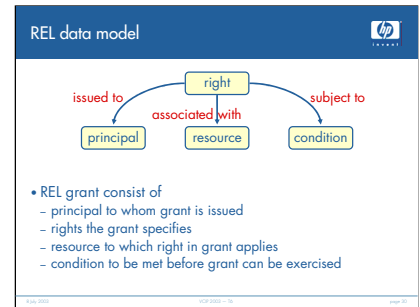 REL data model
hp
invent
right
issued to
subject to
associated with
principal
resource
condition
• REL grant consist of
– principal to whom grant is issued
– rights the grant specifies
– resource to which right in grant applies
– condition to be met before grant can be exercised